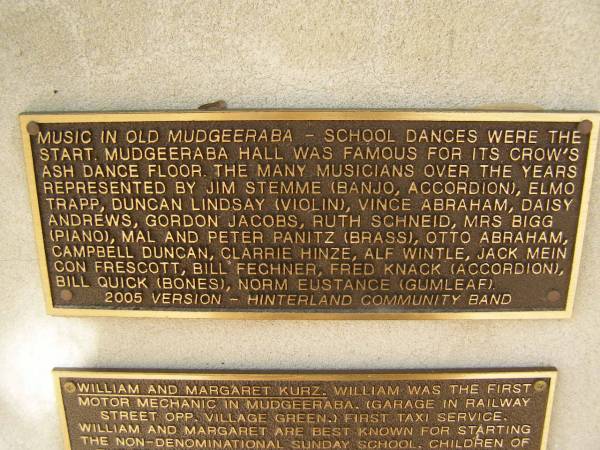 MUSIC IN OLD MUDGEERABA – SCHOOL DANCES WERE THE
START. MUDGEERABA HALL WAS FAMOUS FOR ITS CROW'S
ASH DANCE FLOOR. THE MANY MUSICIANS OVER THE YEARS
REPRESENTED BY JIM STEMME (BANJO, ACCORDION), ELMO
TRAPP, DUNCAN LINDSAY (VIOLIN), VINCE ABRAHAM, DAISY
ANDREWS, GORDON JACOBS, RUTH SCHNEID, MRS BIGG
(PIANO), MAL AND PETER PANITZ (BRASS), OTTO ABRAHAM,
CAMPBELL DUNCAN, CLARRIE HINZE, ALF WINTLE, JACK MEIN
CON FRESCOTT, BILL FECHNER, FRED KNACK (ACCORDION),
BILL QUICK (BONES), NORM EUSTANCE (GUMLEAF).
2005 VERSION – HINTERLAND COMMUNITY BAND
WILLIAM AND MARGARET KURZ. WILLIAM WAS THE FIRST
MOTOR MECHANIC IN MUDGEERABA. (GARAGE IN RAILWAY
STREET OPP. VILLAGE GREEN.) FIRST TAXI SERVICE.
WILLIAM AND MARGARET ARE BEST KNOWN FOR STARTING
THE NON-DENOMINATIONAL SUNDAY SCHOOL. CHILDREN OF